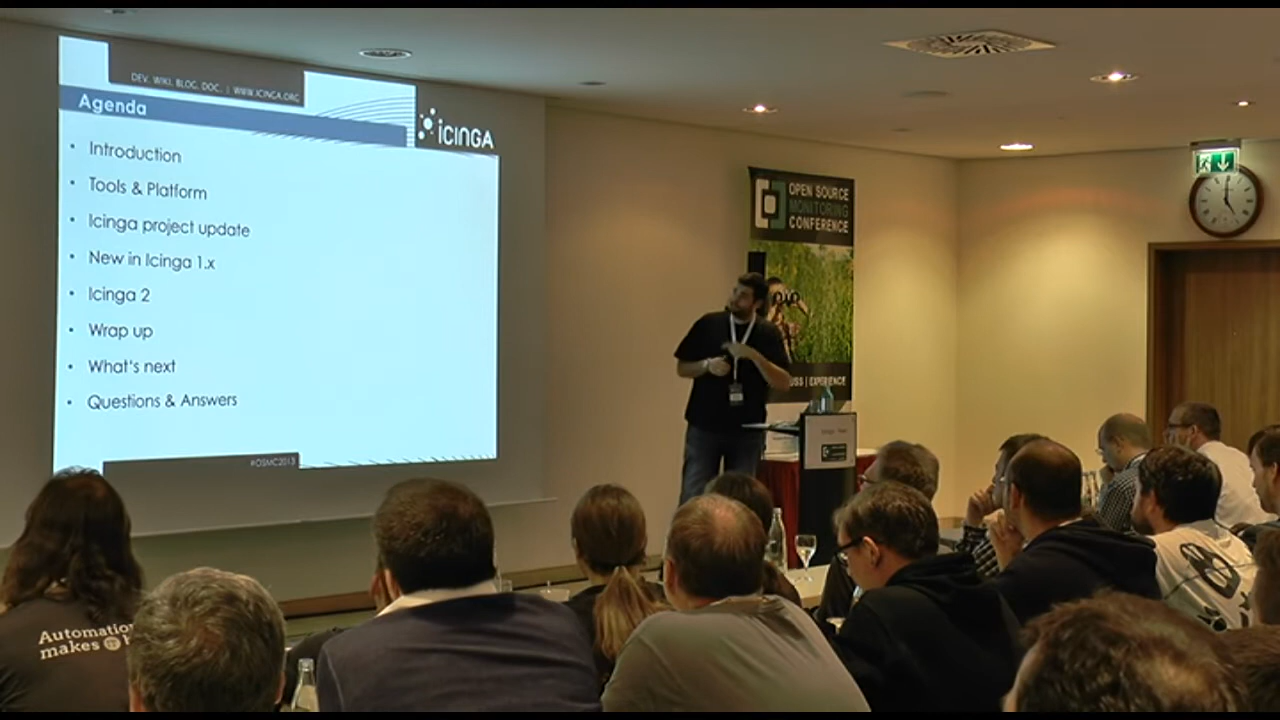 DEV. WIKI. BLOG. DOC. | WWW.ICINGA.ORG
Agenda
icinga
• Introduction
• Tools & Platform
• Icinga project update
• New in Icinga 1.x
• Icinga 2
• Wrap up
• What's next
• Questions & Answers
#OSMC2013
OPEN SOURCE
MONITORING
CONFERENCE
| EXPERIENCE
Automation
makes